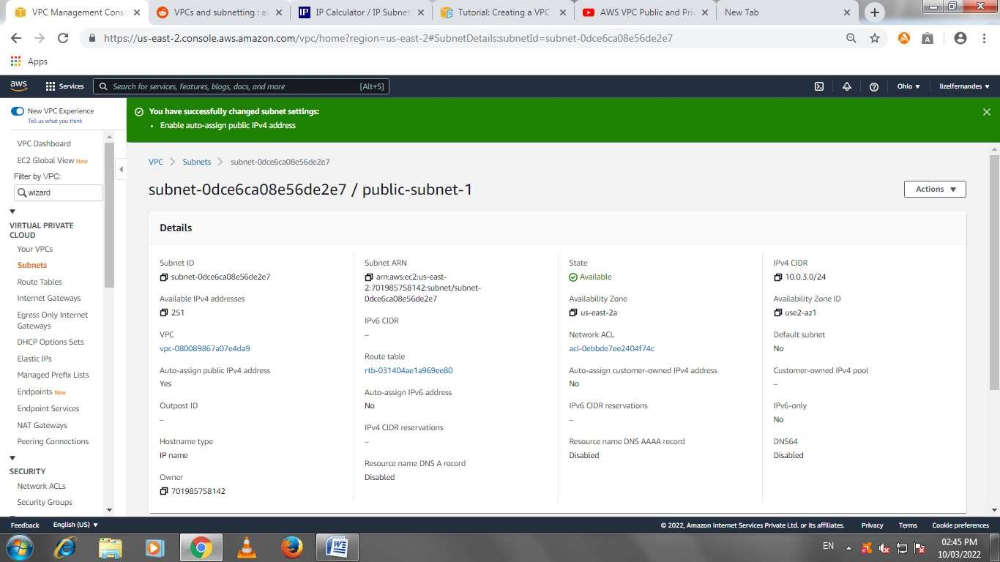 VPC Management Conso
VPCs and subnetting : aw
IP Calculator / IP Subnet
Tutorial: Creating a VPC
AWS VPC Public and Priv
New Tab
https://us-east-2.console.aws.amazon.com/vpc/home?region=us-east-2#SubnetDetails:subnetId=subnet-0dce6ca08e56de2e7
Apps
aws
Services
Search for services, features, blogs, docs, and more
[Alt+S]
Ohio
lizelfernandes
New VPC Experience
Tell us what you think
You have successfully changed subnet settings:
• Enable auto-assign public IPv4 address
VPC Dashboard
EC2 Global View New
Filter by VPC:
wizard
VIRTUAL PRIVATE
CLOUD
Your VPCs
Subnets
Route Tables
Internet Gateways
Egress Only Internet
Gateways
DHCP Options Sets
Elastic IPs
Managed Prefix Lists
Endpoints New
Endpoint Services
NAT Gateways
Peering Connections
SECURITY
Network ACLs
Security Groups
VPC > Subnets > subnet-0dce6ca08e56de2e7
subnet-0dce6ca08e56de2e7 / public-subnet-1
Actions
Details
Subnet ID
subnet-0dce6ca08e56de2e7
Available IPv4 addresses
251
VPC
vpc-080089867a07e4da9
Auto-assign public IPv4 address
Yes
Outpost ID
–
Hostname type
IP name
Owner
701985758142
Subnet ARN
arn:aws:ec2:us-east-
2:701985758142:subnet/subnet-
0dce6ca08e56de2e7
IPv6 CIDR
–
Route table
rtb-031404ae1a969ee80
Auto-assign IPv6 address
No
IPv4 CIDR reservations
–
Resource name DNS A record
Disabled
State
Available
Availability Zone
us-east-2a
Network ACL
acl-0ebbde7ee2404f74c
Auto-assign customer-owned IPv4 address
No
IPv6 CIDR reservations
–
Resource name DNS AAAA record
Disabled
IPv4 CIDR
10.0.3.0/24
Availability Zone ID
use2-az1
Default subnet
No
Customer-owned IPv4 pool
–
IPv6-only
No
DNS64
Disabled
Feedback
English (US)
© 2022, Amazon Internet Services Private Ltd. or its affiliates.
Privacy
Terms
Cookie preferences
EN
02:45 PM
10/03/2022